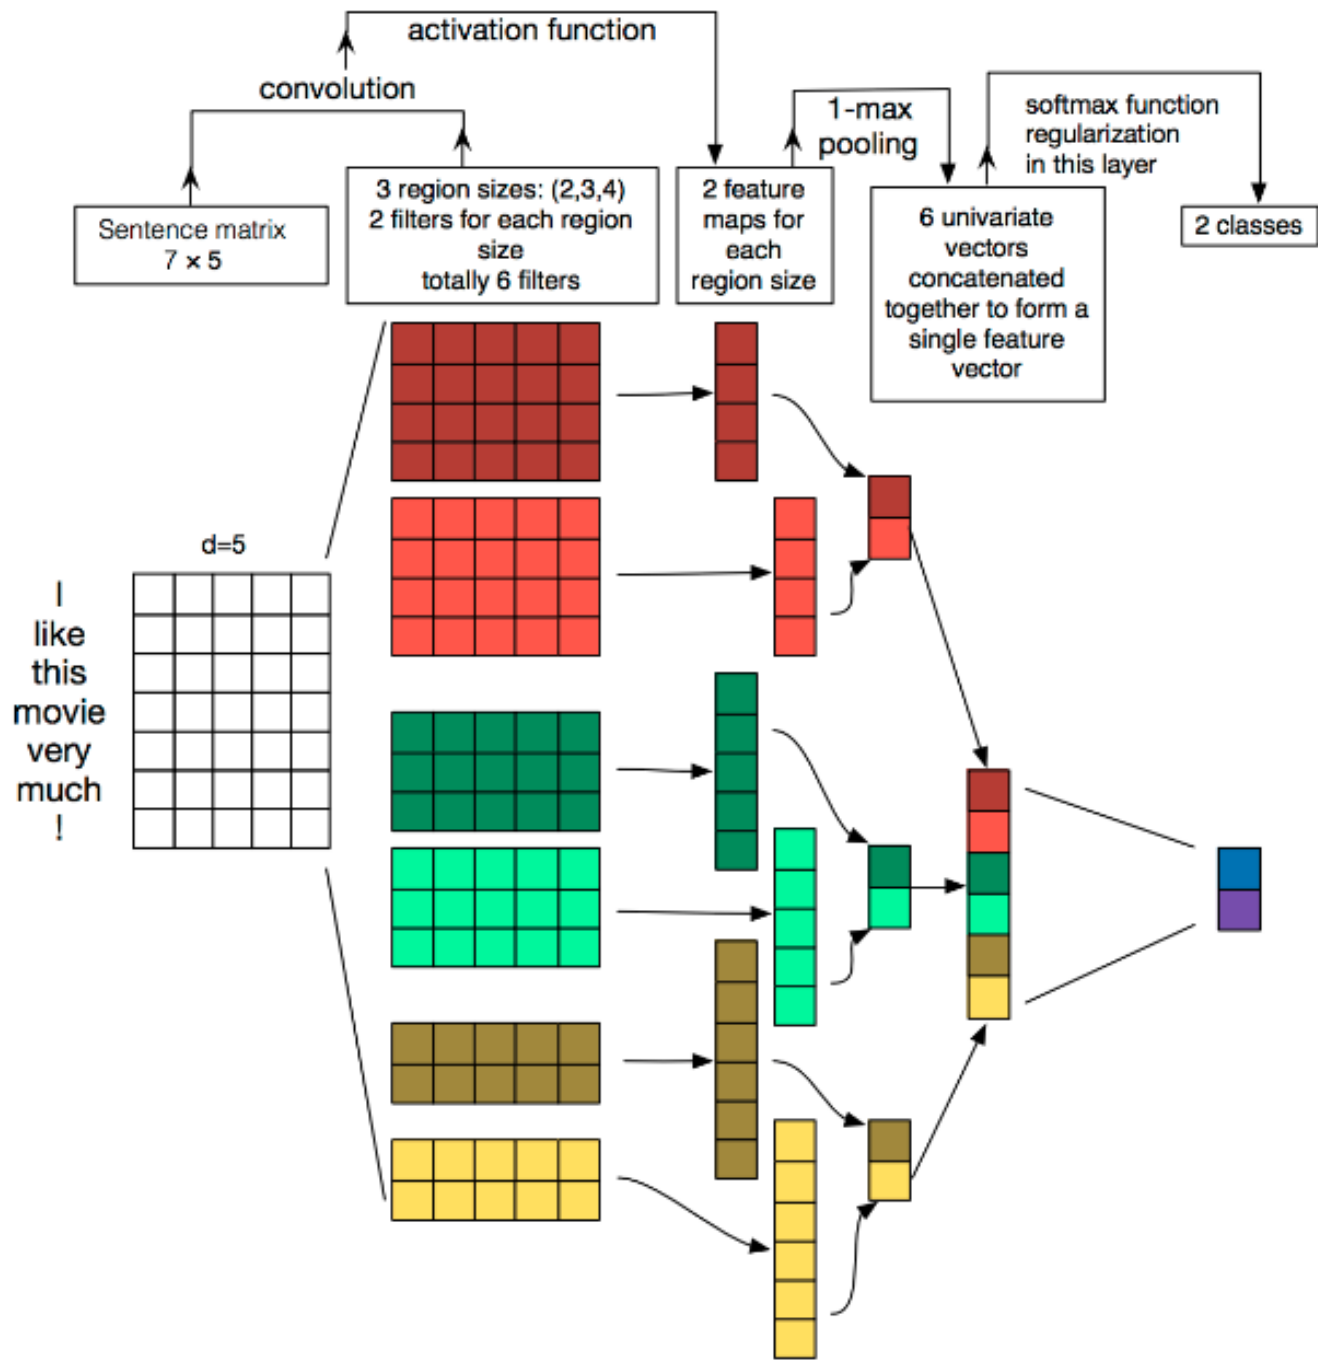 activation function
convolution
1-max
pooling
softmax function
regularization
in this layer
Sentence matrix
7 × 5
3 region sizes: (2,3,4)
2 filters for each region
size
totally 6 filters
2 feature
maps for
each
region size
6 univariate
vectors
concatenated
together to form a
single feature
vector
2 classes
d=5
I
like
this
movie
very
much
!